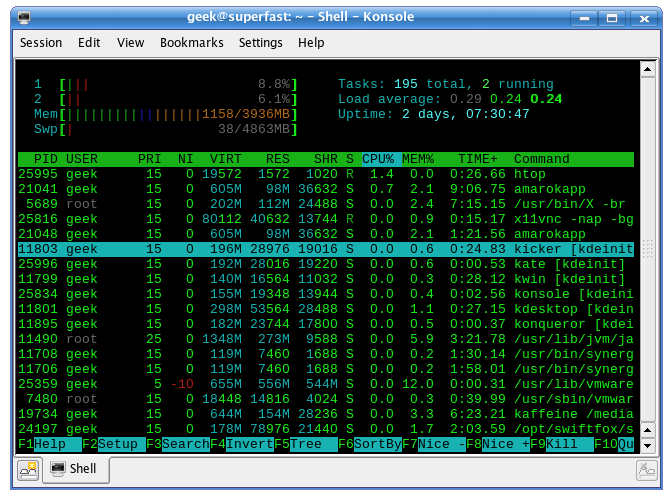 geek@superfast: ~ - Shell - Konsole
Session Edit View Bookmarks Settings Help
1 [||| 8.8%] Tasks: 195 total, 2 running
2 [|| 6.1%] Load average: 0.29 0.24 0.24
Mem[||||||||||||||||||1158/3936MB] Uptime: 2 days, 07:30:47
Swp[| 38/4863MB]
PID USER PRI NI VIRT RES SHR S CPU% MEM% TIME+ Command
25995 geek 15 0 19572 1572 1020 R 1.4 0.0 0:26.66 htop
21041 geek 15 0 605M 98M 36632 S 0.7 2.1 9:06.75 amarokapp
5689 root 15 0 202M 112M 24488 S 0.0 2.4 7:15.15 /usr/bin/X -br
25816 geek 15 0 80112 40632 13744 R 0.0 0.9 0:15.17 x11vnc -nap -bg
21048 geek 15 0 605M 98M 36632 S 0.0 2.1 1:21.56 amarokapp
11803 geek 15 0 196M 28976 19016 S 0.0 0.6 0:24.83 kicker [kdeinit
25996 geek 15 0 192M 28016 19220 S 0.0 0.6 0:00.53 kate [kdeinit]
11799 geek 15 0 140M 16564 11032 S 0.0 0.3 0:28.12 kwin [kdeinit]
25834 geek 15 0 155M 19348 13944 S 0.0 0.4 0:02.56 konsole [kdeini
11801 geek 15 0 298M 53564 28488 S 0.0 1.1 0:27.15 kdesktop [kdein
11895 geek 15 0 182M 23744 17800 S 0.0 0.5 0:00.37 konqueror [kdei
11490 root 25 0 1348M 273M 9588 S 0.0 5.9 3:21.78 /usr/lib/jvm/ja
11708 geek 15 0 119M 7460 1688 S 0.0 0.2 1:30.14 /usr/bin/synerg
11706 geek 15 0 119M 7460 1688 S 0.0 0.2 1:58.01 /usr/bin/synerg
25359 geek 5 -10 655M 556M 544M S 0.0 12.0 0:00.31 /usr/lib/vmware
7480 root 15 0 18448 14816 4024 S 0.0 0.3 0:39.99 /usr/sbin/vmwar
19734 geek 15 0 644M 154M 28236 S 0.0 3.3 6:23.21 kaffeine /media
24197 geek 15 0 178M 78976 21440 S 0.0 1.7 2:03.59 /opt/swiftfox/s
F1Help F2Setup F3SearchF4InvertF5Tree F6SortByF7Nice -F8Nice +F9Kill F10Qu
Shell